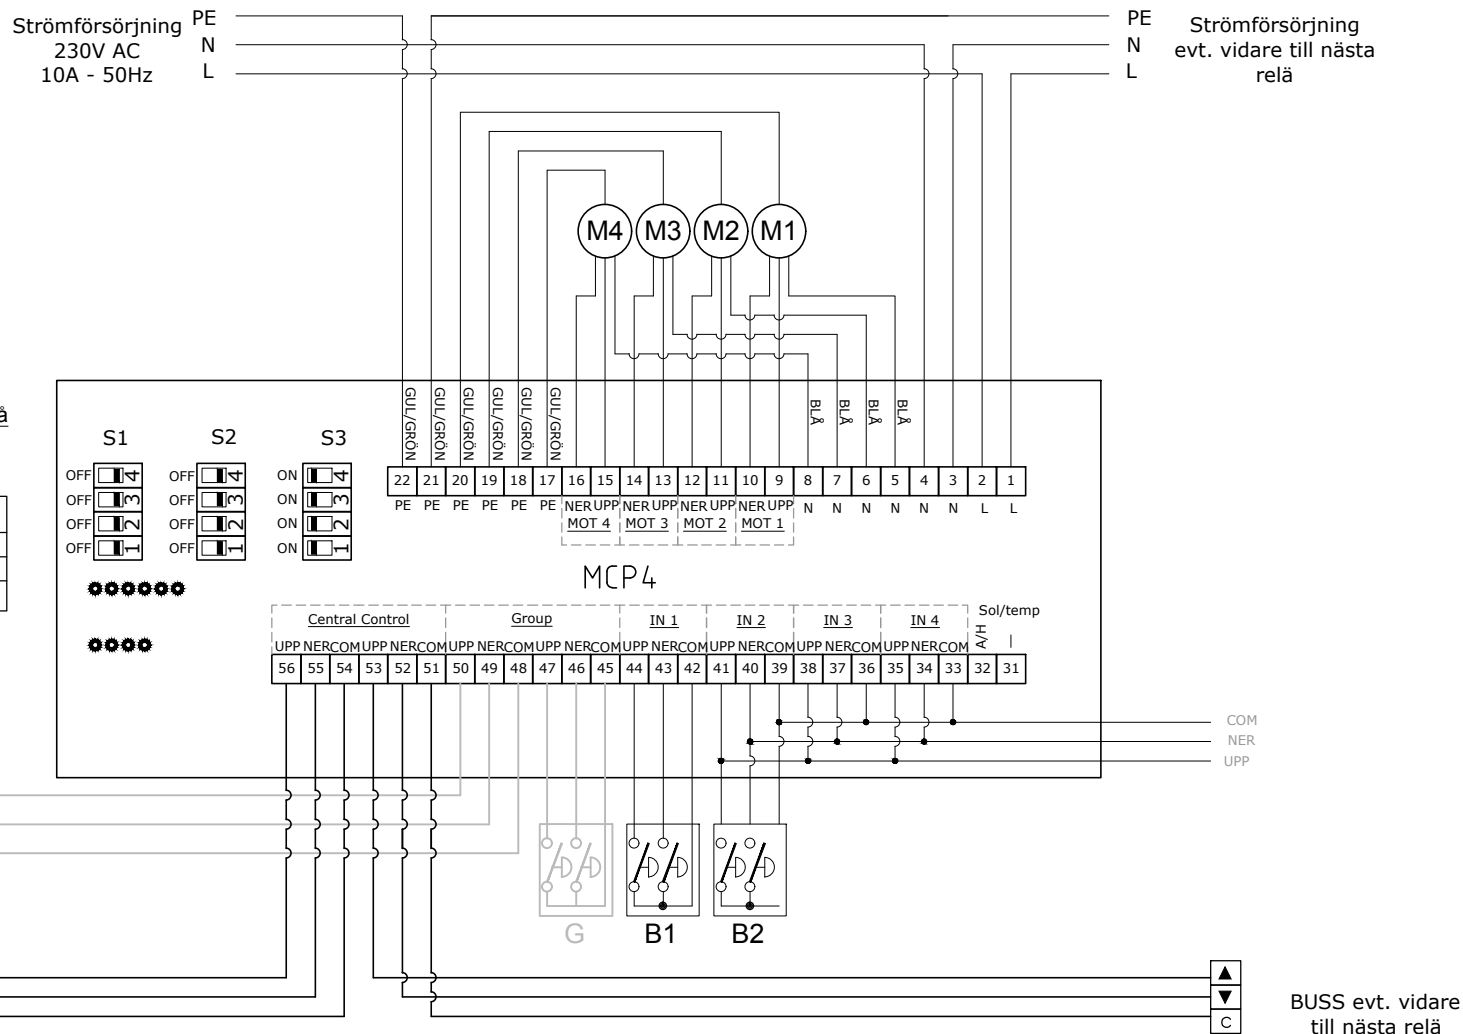 Strömförsörjning
230V AC
10A - 50Hz
PE
N
L
PE
N
L
Strömförsörjning
evt. vidare till nästa
relä
M4 M3 M2 M1
GUL/GRÖN GUL/GRÖN GUL/GRÖN GUL/GRÖN GUL/GRÖN GUL/GRÖN
BLÅ BLÅ BLÅ BLÅ
å
S1 S2 S3
OFF 4 OFF 4 ON 4
OFF 3 OFF 3 ON 3
OFF 2 OFF 2 ON 2
OFF 1 OFF 1 ON 1
22 21 20 19 18 17 16 15 14 13 12 11 10 9 8 7 6 5 4 3 2 1
PE PE PE PE PE PE NER UPP NER UPP NER UPP NER UPP N N N N N N L L
MOT 4 MOT 3 MOT 2 MOT 1
MCP4
Central Control Group IN 1 IN 2 IN 3 IN 4 Sol/temp
UPP NER COM UPP NER COM UPP NER COM UPP NER COM UPP NER COM UPP NER COM UPP NER COM UPP NER COM A/H —
56 55 54 53 52 51 50 49 48 47 46 45 44 43 42 41 40 39 38 37 36 35 34 33 32 31
COM
NER
UPP
G B1 B2
▲
▼
C
BUSS evt. vidare
till nästa relä